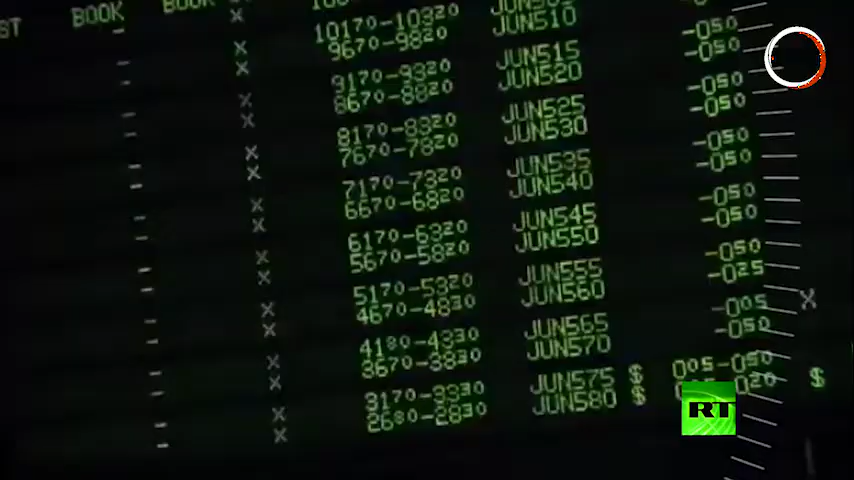 ST BOOK BOOK
JUN510
10170-10320 JUN515 -050
9670-9820 JUN520 -050
9170-9320 JUN525 -050
8670-8820 JUN530 -050
8170-8320 JUN535 -050
7670-7820 JUN540 -050
7170-7320 JUN545 -050
6670-6820 JUN550 -050
6170-6320 JUN555 -050
5670-5820 JUN560 -025
5170-5320 JUN565 -005 X
4670-4830 JUN570 -050
4180-4330 JUN575 $ 005-050
3670-3830 JUN580 $ 020 $
3170-3330
2680-2830
RT